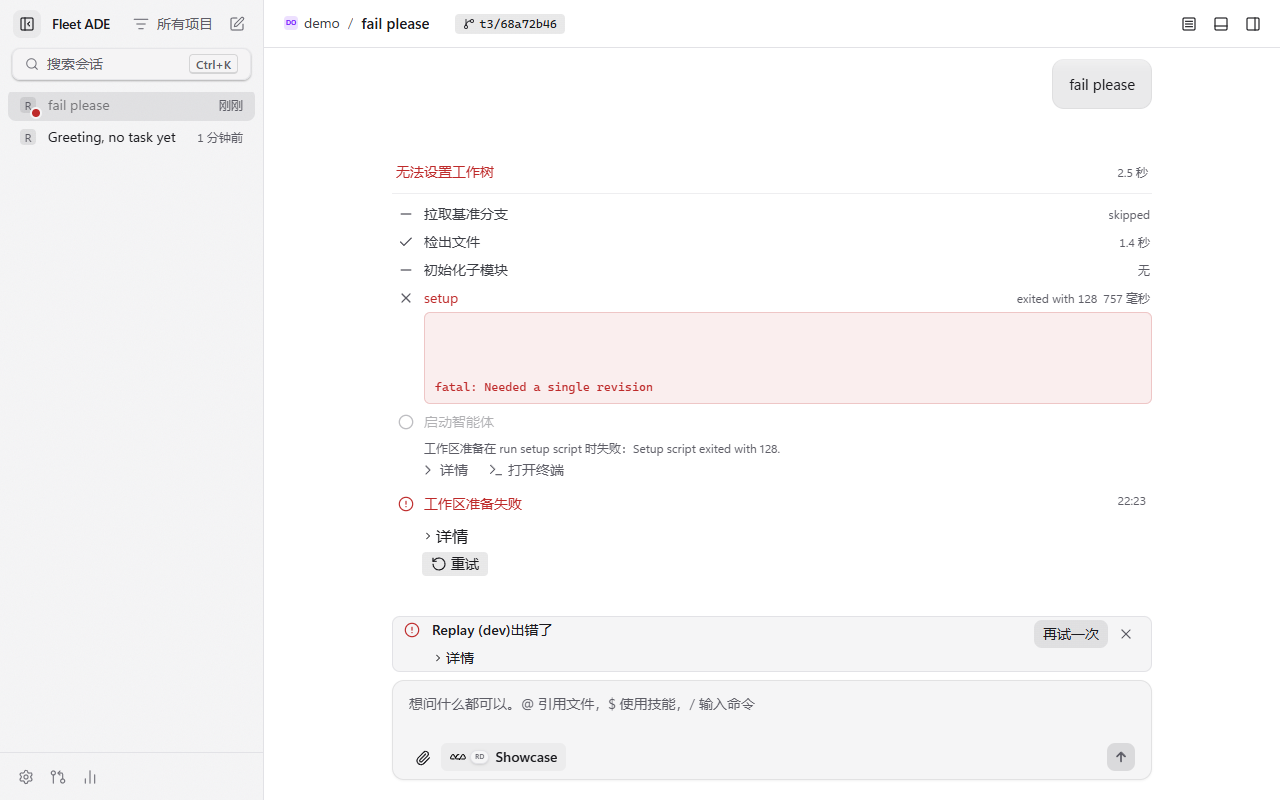 Fleet ADE
所有项目
搜索会话
Ctrl+K
R fail please 刚刚
R Greeting, no task yet 1 分钟前
DO demo / fail please
t3/68a72b46
fail please
无法设置工作树 2.5 秒
拉取基准分支 skipped
检出文件 1.4 秒
初始化子模块 无
setup exited with 128 757 毫秒
fatal: Needed a single revision
启动智能体
工作区准备在 run setup script 时失败：Setup script exited with 128.
详情 打开终端
工作区准备失败 22:23
详情
重试
Replay (dev)出错了 再试一次
详情
想问什么都可以。@ 引用文件，$ 使用技能，/ 输入命令
RD Showcase